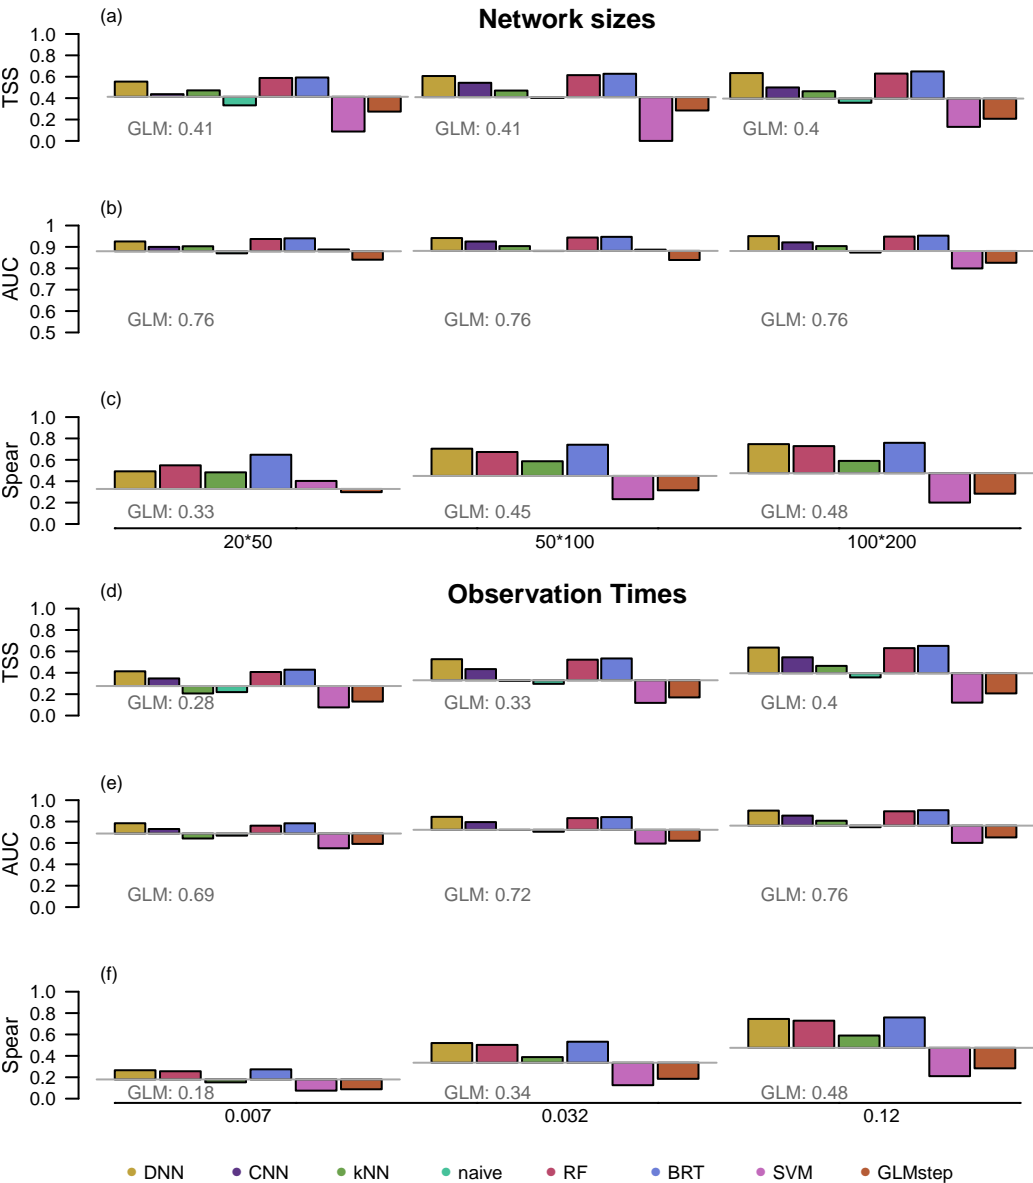 (a)
Network sizes
TSS
1.0
0.8
0.6
0.4
0.2
0.0
GLM: 0.41
GLM: 0.41
GLM: 0.4
(b)
AUC
1
0.9
0.8
0.7
0.6
0.5
GLM: 0.76
GLM: 0.76
GLM: 0.76
(c)
Spear
1.0
0.8
0.6
0.4
0.2
0.0
GLM: 0.33
GLM: 0.45
GLM: 0.48
20*50
50*100
100*200
(d)
Observation Times
TSS
1.0
0.8
0.6
0.4
0.2
0.0
GLM: 0.28
GLM: 0.33
GLM: 0.4
(e)
AUC
1.0
0.8
0.6
0.4
0.2
0.0
GLM: 0.69
GLM: 0.72
GLM: 0.76
(f)
Spear
1.0
0.8
0.6
0.4
0.2
0.0
GLM: 0.18
GLM: 0.34
GLM: 0.48
0.007
0.032
0.12
DNN CNN kNN naive RF BRT SVM GLMstep